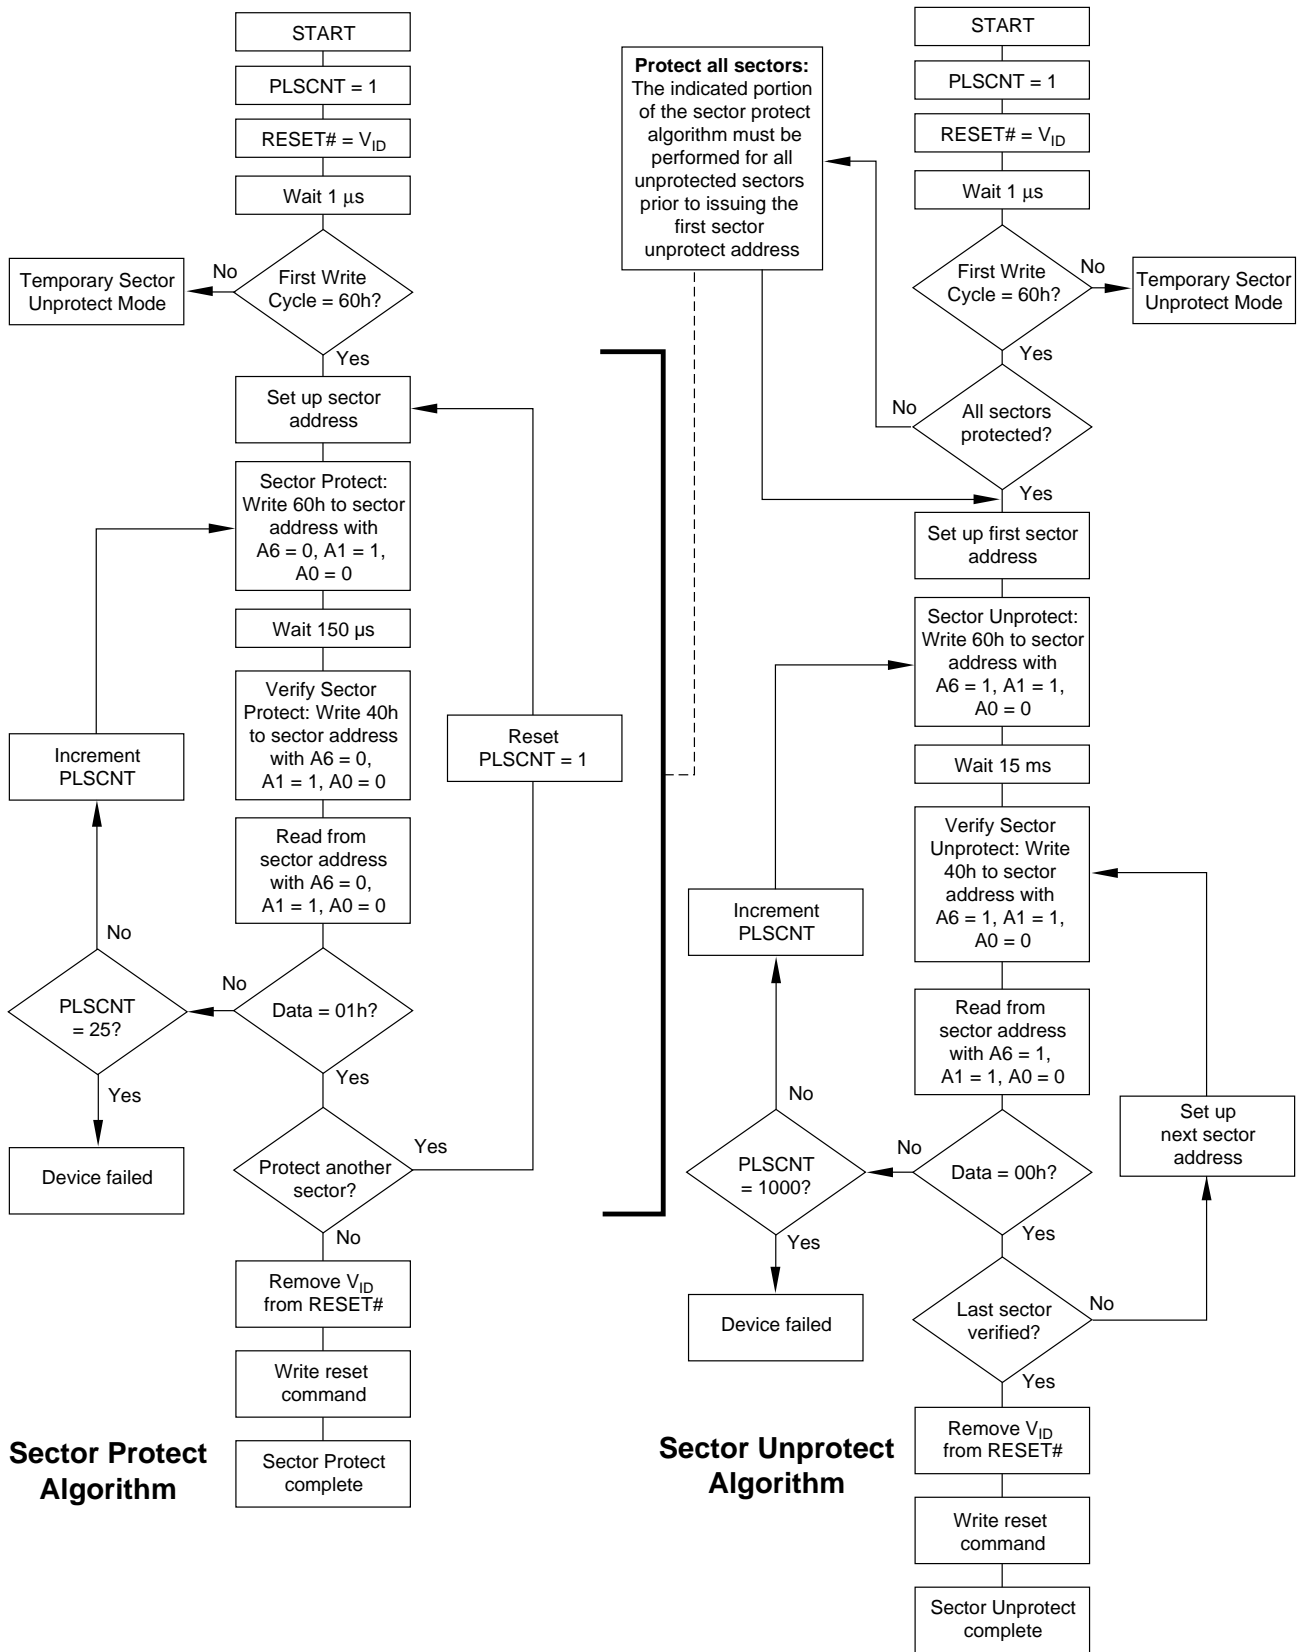 START
PLSCNT = 1
RESET# = VID
Wait 1 μs
First Write
Cycle = 60h?
No
Temporary Sector
Unprotect Mode
Yes
Set up sector
address
Sector Protect:
Write 60h to sector
address with
A6 = 0, A1 = 1,
A0 = 0
Wait 150 µs
Verify Sector
Protect: Write 40h
to sector address
with A6 = 0,
A1 = 1, A0 = 0
Reset
PLSCNT = 1
Increment
PLSCNT
Read from
sector address
with A6 = 0,
A1 = 1, A0 = 0
No
No
PLSCNT
= 25?
Data = 01h?
Yes
Yes
Device failed
Protect another
sector?
Yes
No
Remove VID
from RESET#
Write reset
command
Sector Protect
complete
Sector Protect
Algorithm
Protect all sectors:
The indicated portion
of the sector protect
algorithm must be
performed for all
unprotected sectors
prior to issuing the
first sector
unprotect address
START
PLSCNT = 1
RESET# = VID
Wait 1 μs
First Write
Cycle = 60h?
No
Temporary Sector
Unprotect Mode
Yes
No
All sectors
protected?
Yes
Set up first sector
address
Sector Unprotect:
Write 60h to sector
address with
A6 = 1, A1 = 1,
A0 = 0
Wait 15 ms
Verify Sector
Unprotect: Write
40h to sector
address with
A6 = 1, A1 = 1,
A0 = 0
Increment
PLSCNT
Read from
sector address
with A6 = 1,
A1 = 1, A0 = 0
No
No
PLSCNT
= 1000?
Data = 00h?
Set up
next sector
address
Yes
Yes
Device failed
Last sector
verified?
No
Yes
Remove VID
from RESET#
Write reset
command
Sector Unprotect
complete
Sector Unprotect
Algorithm